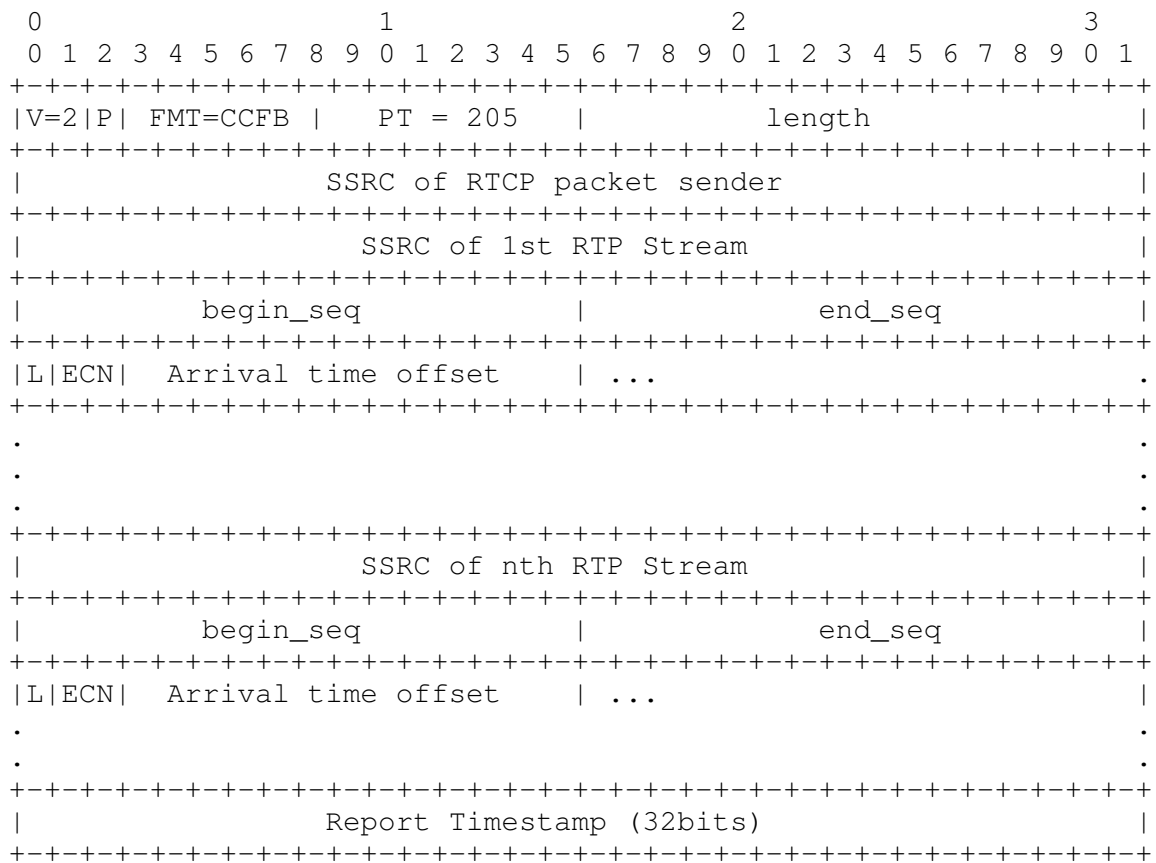 0                   1                   2                   3
 0 1 2 3 4 5 6 7 8 9 0 1 2 3 4 5 6 7 8 9 0 1 2 3 4 5 6 7 8 9 0 1
+-+-+-+-+-+-+-+-+-+-+-+-+-+-+-+-+-+-+-+-+-+-+-+-+-+-+-+-+-+-+-+-+
|V=2|P| FMT=CCFB |   PT = 205    |          length               |
+-+-+-+-+-+-+-+-+-+-+-+-+-+-+-+-+-+-+-+-+-+-+-+-+-+-+-+-+-+-+-+-+
|                 SSRC of RTCP packet sender                    |
+-+-+-+-+-+-+-+-+-+-+-+-+-+-+-+-+-+-+-+-+-+-+-+-+-+-+-+-+-+-+-+-+
|                   SSRC of 1st RTP Stream                      |
+-+-+-+-+-+-+-+-+-+-+-+-+-+-+-+-+-+-+-+-+-+-+-+-+-+-+-+-+-+-+-+-+
|          begin_seq            |             end_seq           |
+-+-+-+-+-+-+-+-+-+-+-+-+-+-+-+-+-+-+-+-+-+-+-+-+-+-+-+-+-+-+-+-+
|L|ECN|  Arrival time offset    | ...                           .
+-+-+-+-+-+-+-+-+-+-+-+-+-+-+-+-+-+-+-+-+-+-+-+-+-+-+-+-+-+-+-+-+
.                                                               .
.                                                               .
.                                                               .
+-+-+-+-+-+-+-+-+-+-+-+-+-+-+-+-+-+-+-+-+-+-+-+-+-+-+-+-+-+-+-+-+
|                   SSRC of nth RTP Stream                      |
+-+-+-+-+-+-+-+-+-+-+-+-+-+-+-+-+-+-+-+-+-+-+-+-+-+-+-+-+-+-+-+-+
|          begin_seq            |             end_seq           |
+-+-+-+-+-+-+-+-+-+-+-+-+-+-+-+-+-+-+-+-+-+-+-+-+-+-+-+-+-+-+-+-+
|L|ECN|  Arrival time offset    | ...                           |
.                                                               .
.                                                               .
+-+-+-+-+-+-+-+-+-+-+-+-+-+-+-+-+-+-+-+-+-+-+-+-+-+-+-+-+-+-+-+-+
|                 Report Timestamp (32bits)                     |
+-+-+-+-+-+-+-+-+-+-+-+-+-+-+-+-+-+-+-+-+-+-+-+-+-+-+-+-+-+-+-+-+